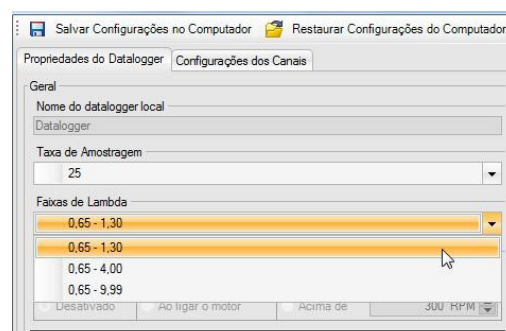 Salvar Configurações no Computador Restaurar Configurações do Computador
Propriedades do Datalogger Configurações dos Canais
Geral
Nome do datalogger local
Datalogger
Taxa de Amostragem
25
Faixas de Lambda
0,65 - 1,30
0,65 - 1,30
0,65 - 4,00
0,65 - 9,99
Desativado Ao ligar o motor Acima de 300 RPM